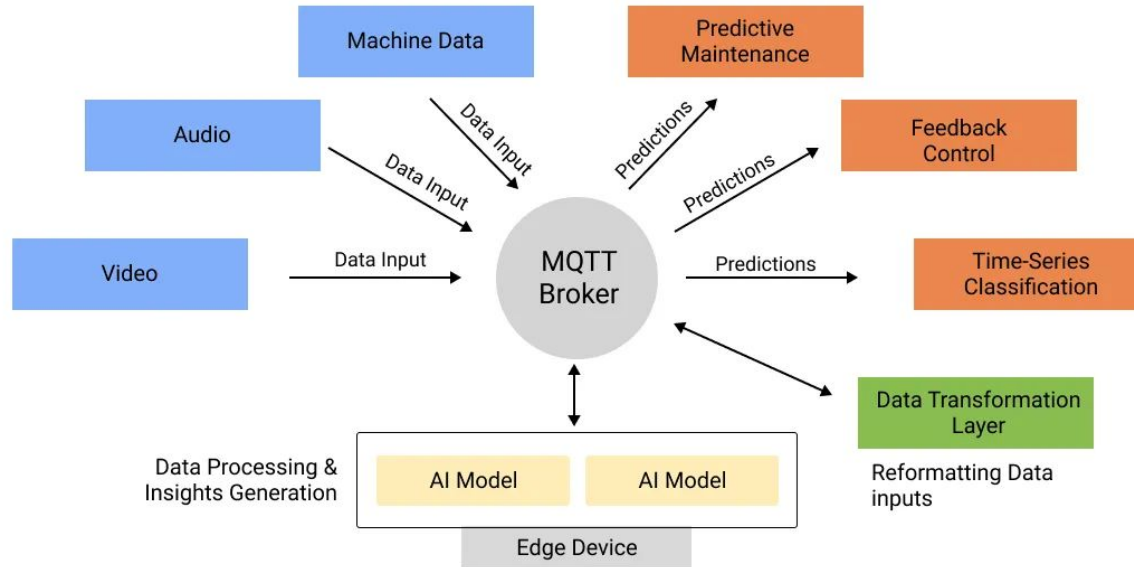 Machine Data
Predictive
Maintenance
Audio
Data Input
Predictions
Feedback
Control
Data Input
Predictions
Video
Data Input
MQTT
Broker
Predictions
Time-Series
Classification
Data Transformation
Layer
Data Processing &
Insights Generation
AI Model
AI Model
Reformatting Data
inputs
Edge Device